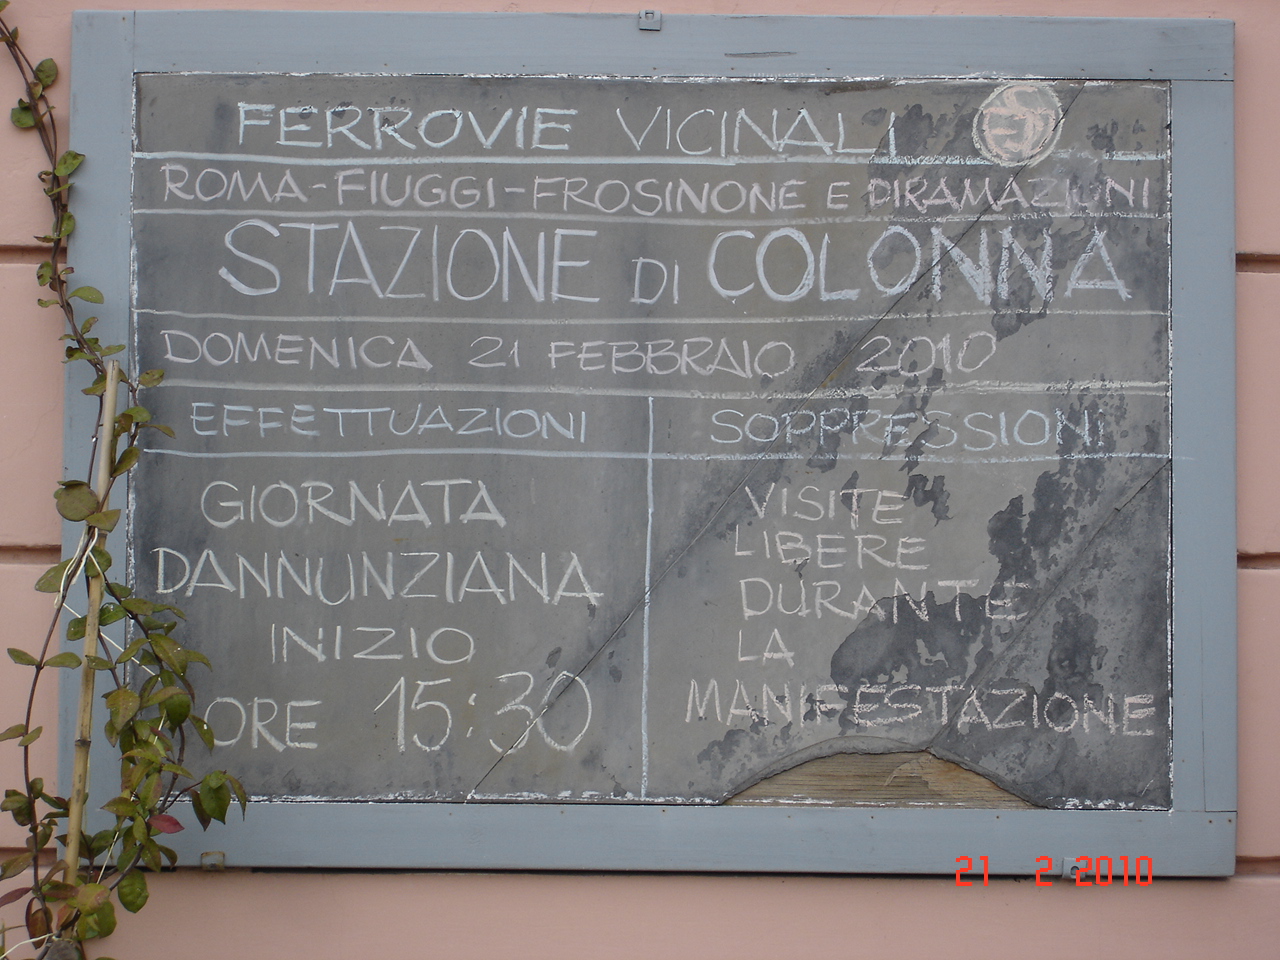 FERROVIE VICINALI
ROMA-FIUGGI-FROSINONE E DIRAMAZIONI
STAZIONE DI COLONNA
DOMENICA 21 FEBBRAIO 2010
EFFETTUAZIONI
GIORNATA
DANNUNZIANA
INIZIO
ORE 15:30
SOPPRESSIONI
VISITE
LIBERE
DURANTE
LA
MANIFESTAZIONE
21 2 2010